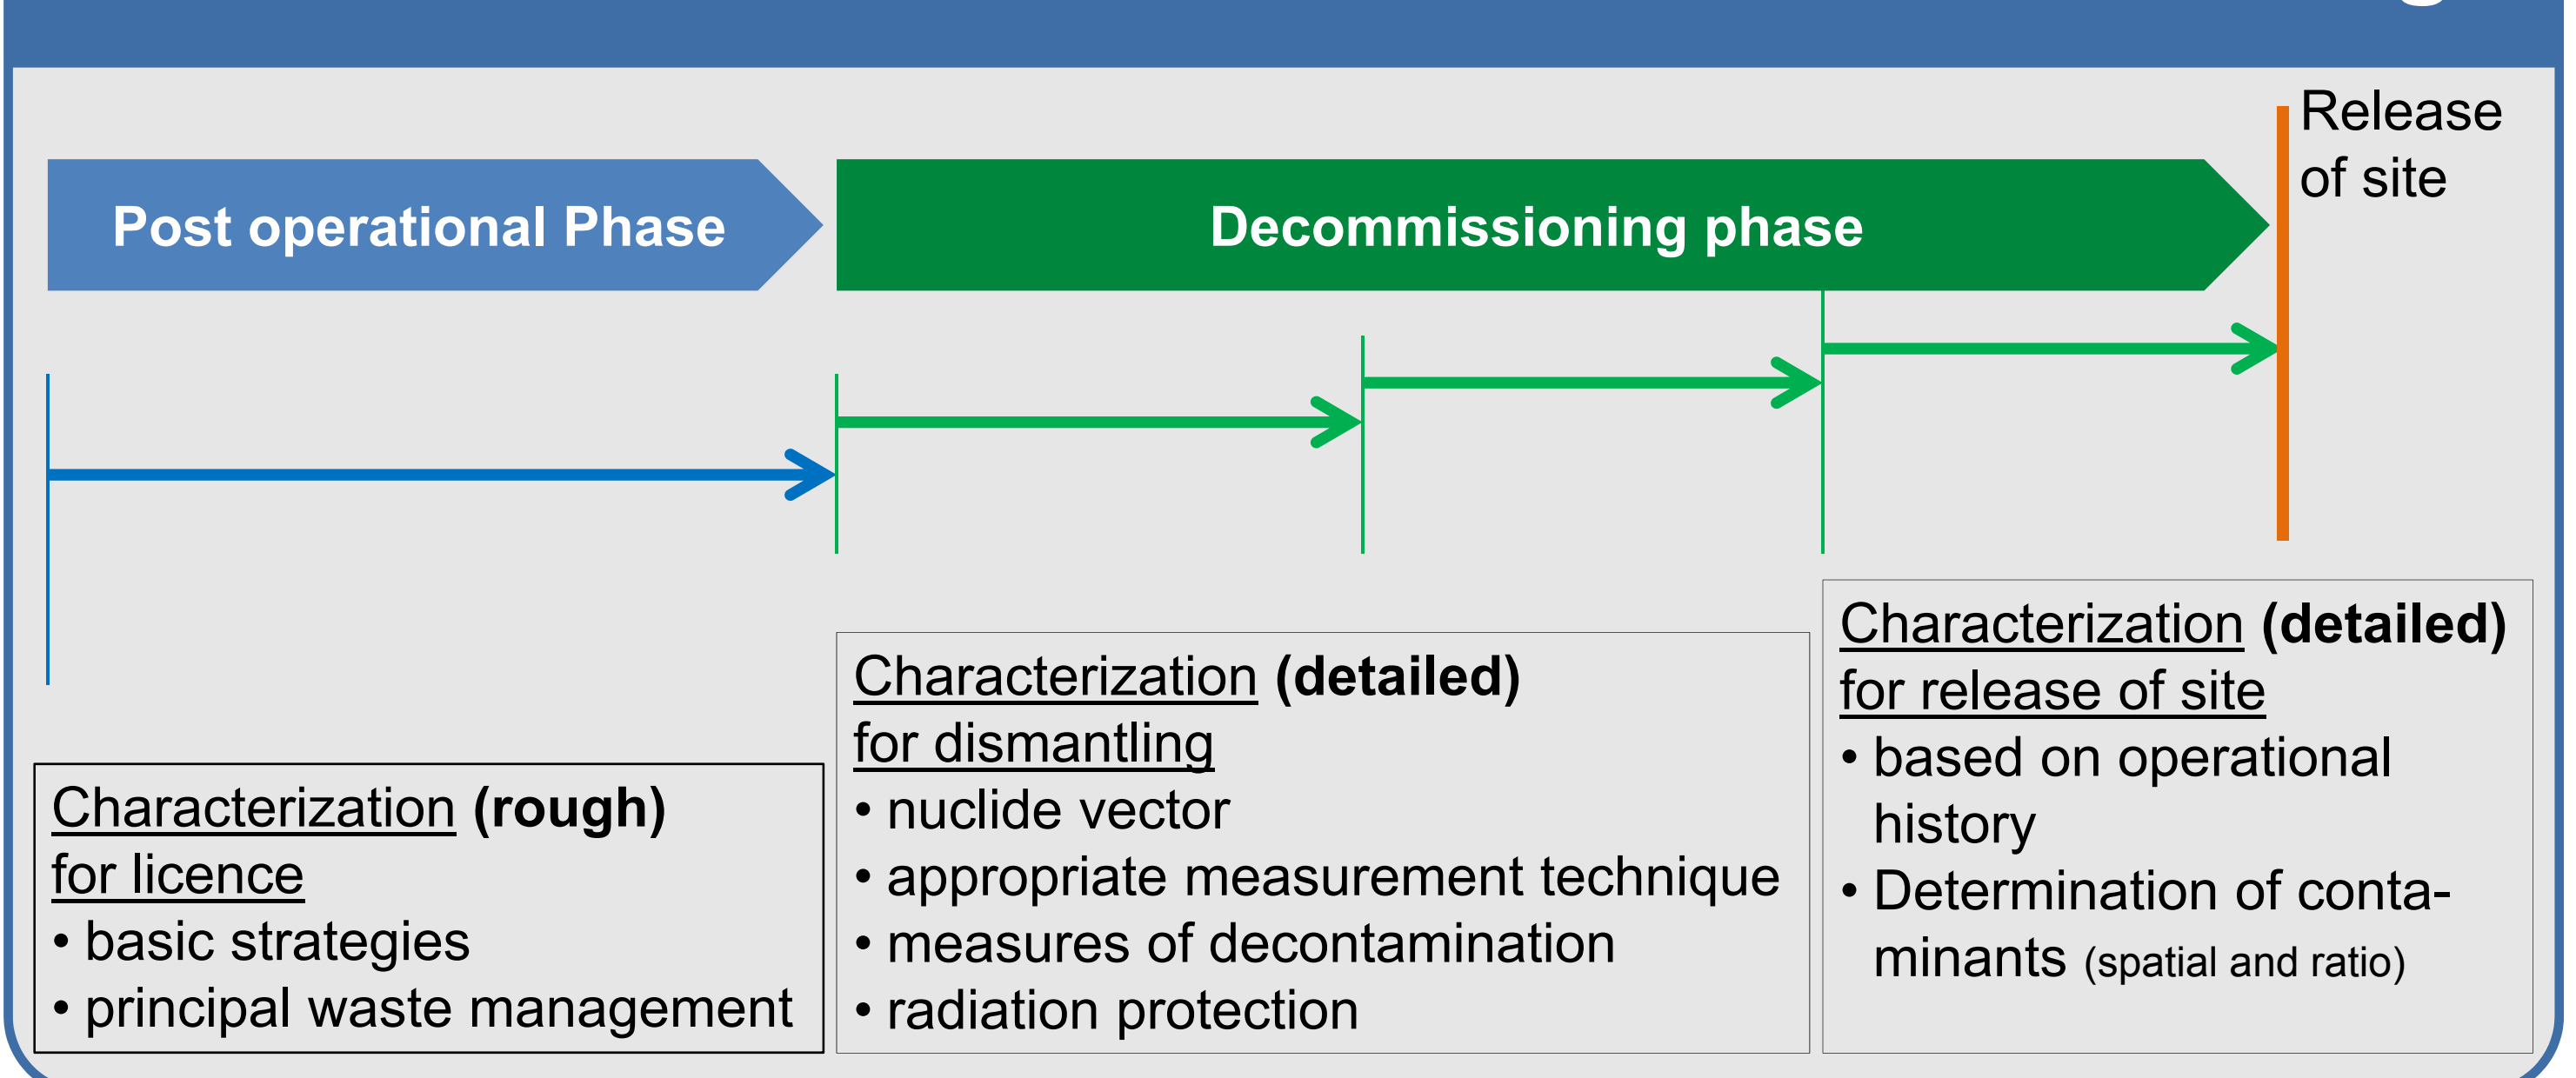 Release
of site
Post operational Phase
Decommissioning phase
Characterization (rough)
for licence
• basic strategies
• principal waste management
Characterization (detailed)
for dismantling
• nuclide vector
• appropriate measurement technique
• measures of decontamination
• radiation protection
Characterization (detailed)
for release of site
• based on operational
history
• Determination of conta-
minants (spatial and ratio)